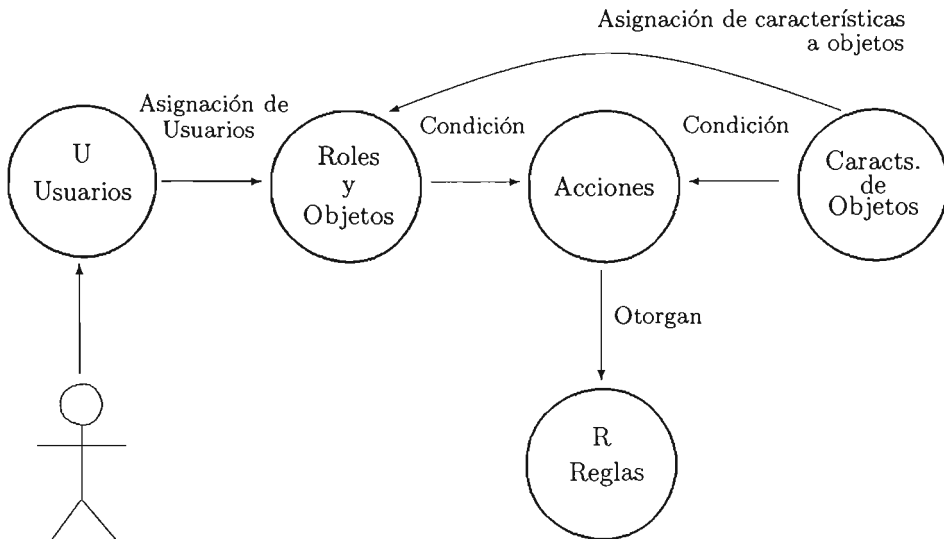 Asignación de características
a objetos
Asignación de
Usuarios
Condición
Condición
U
Usuarios
Roles
y
Objetos
Acciones
Caracts.
de
Objetos
Otorgan
R
Reglas